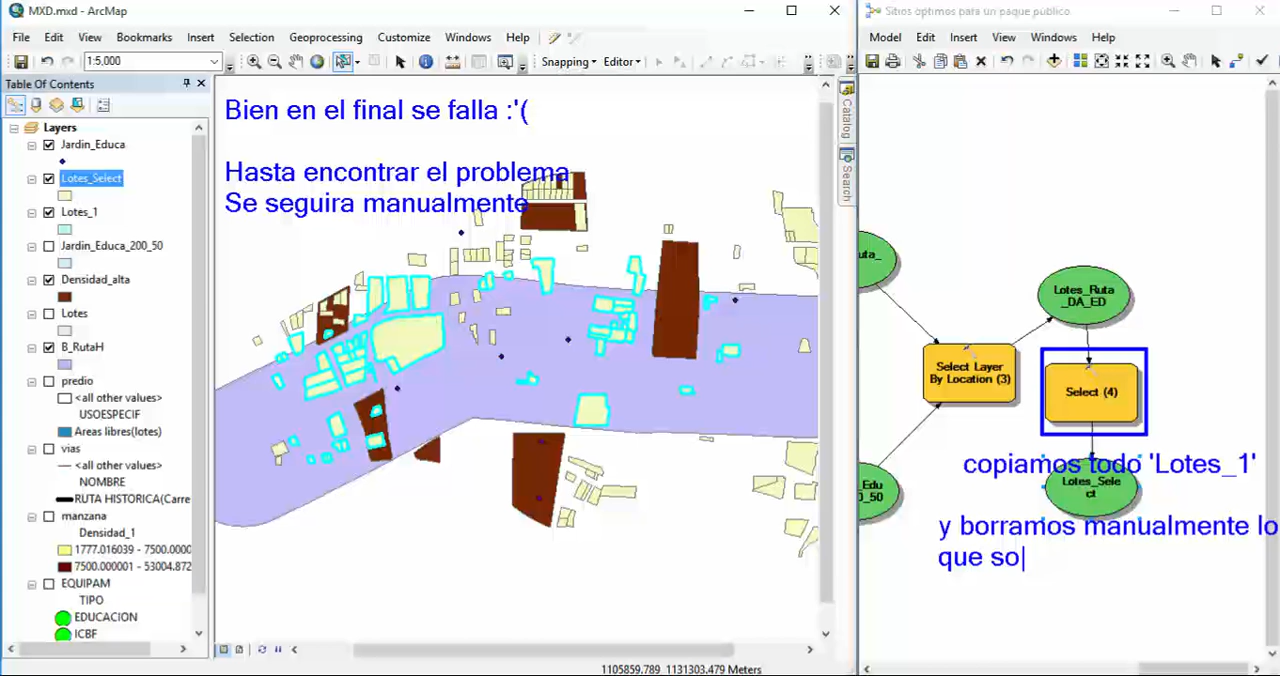 MXD.mxd - ArcMap
File Edit View Bookmarks Insert Selection Geoprocessing Customize Windows Help
1:5,000
Snapping Editor
Table Of Contents
Layers
Jardin_Educa
Lotes_Select
Lotes_1
Jardin_Educa_200_50
Densidad_alta
Lotes
B_RutaH
predio
<all other values>
USOESPECIF
Areas libres(lotes)
vias
<all other values>
NOMBRE
RUTA HISTORICA(Carre
manzana
Densidad_1
1777.016039 - 7500.0000
7500.000001 - 53004.872
EQUIPAM
TIPO
EDUCACION
ICBF
Bien en el final se falla :'(
Hasta encontrar el problema
Se seguira manualmente
1105859.789 1131303.479 Meters
Catalog
Search
Sitios optimos para un paque público
Model Edit Insert View Windows Help
uta_
Lotes_Ruta
_DA_ED
Select Layer
By Location (3)
Select (4)
_Edu
0_50
Lotes_Sele
ct
copiamos todo 'Lotes_1'
y borramos manualmente lo
que so